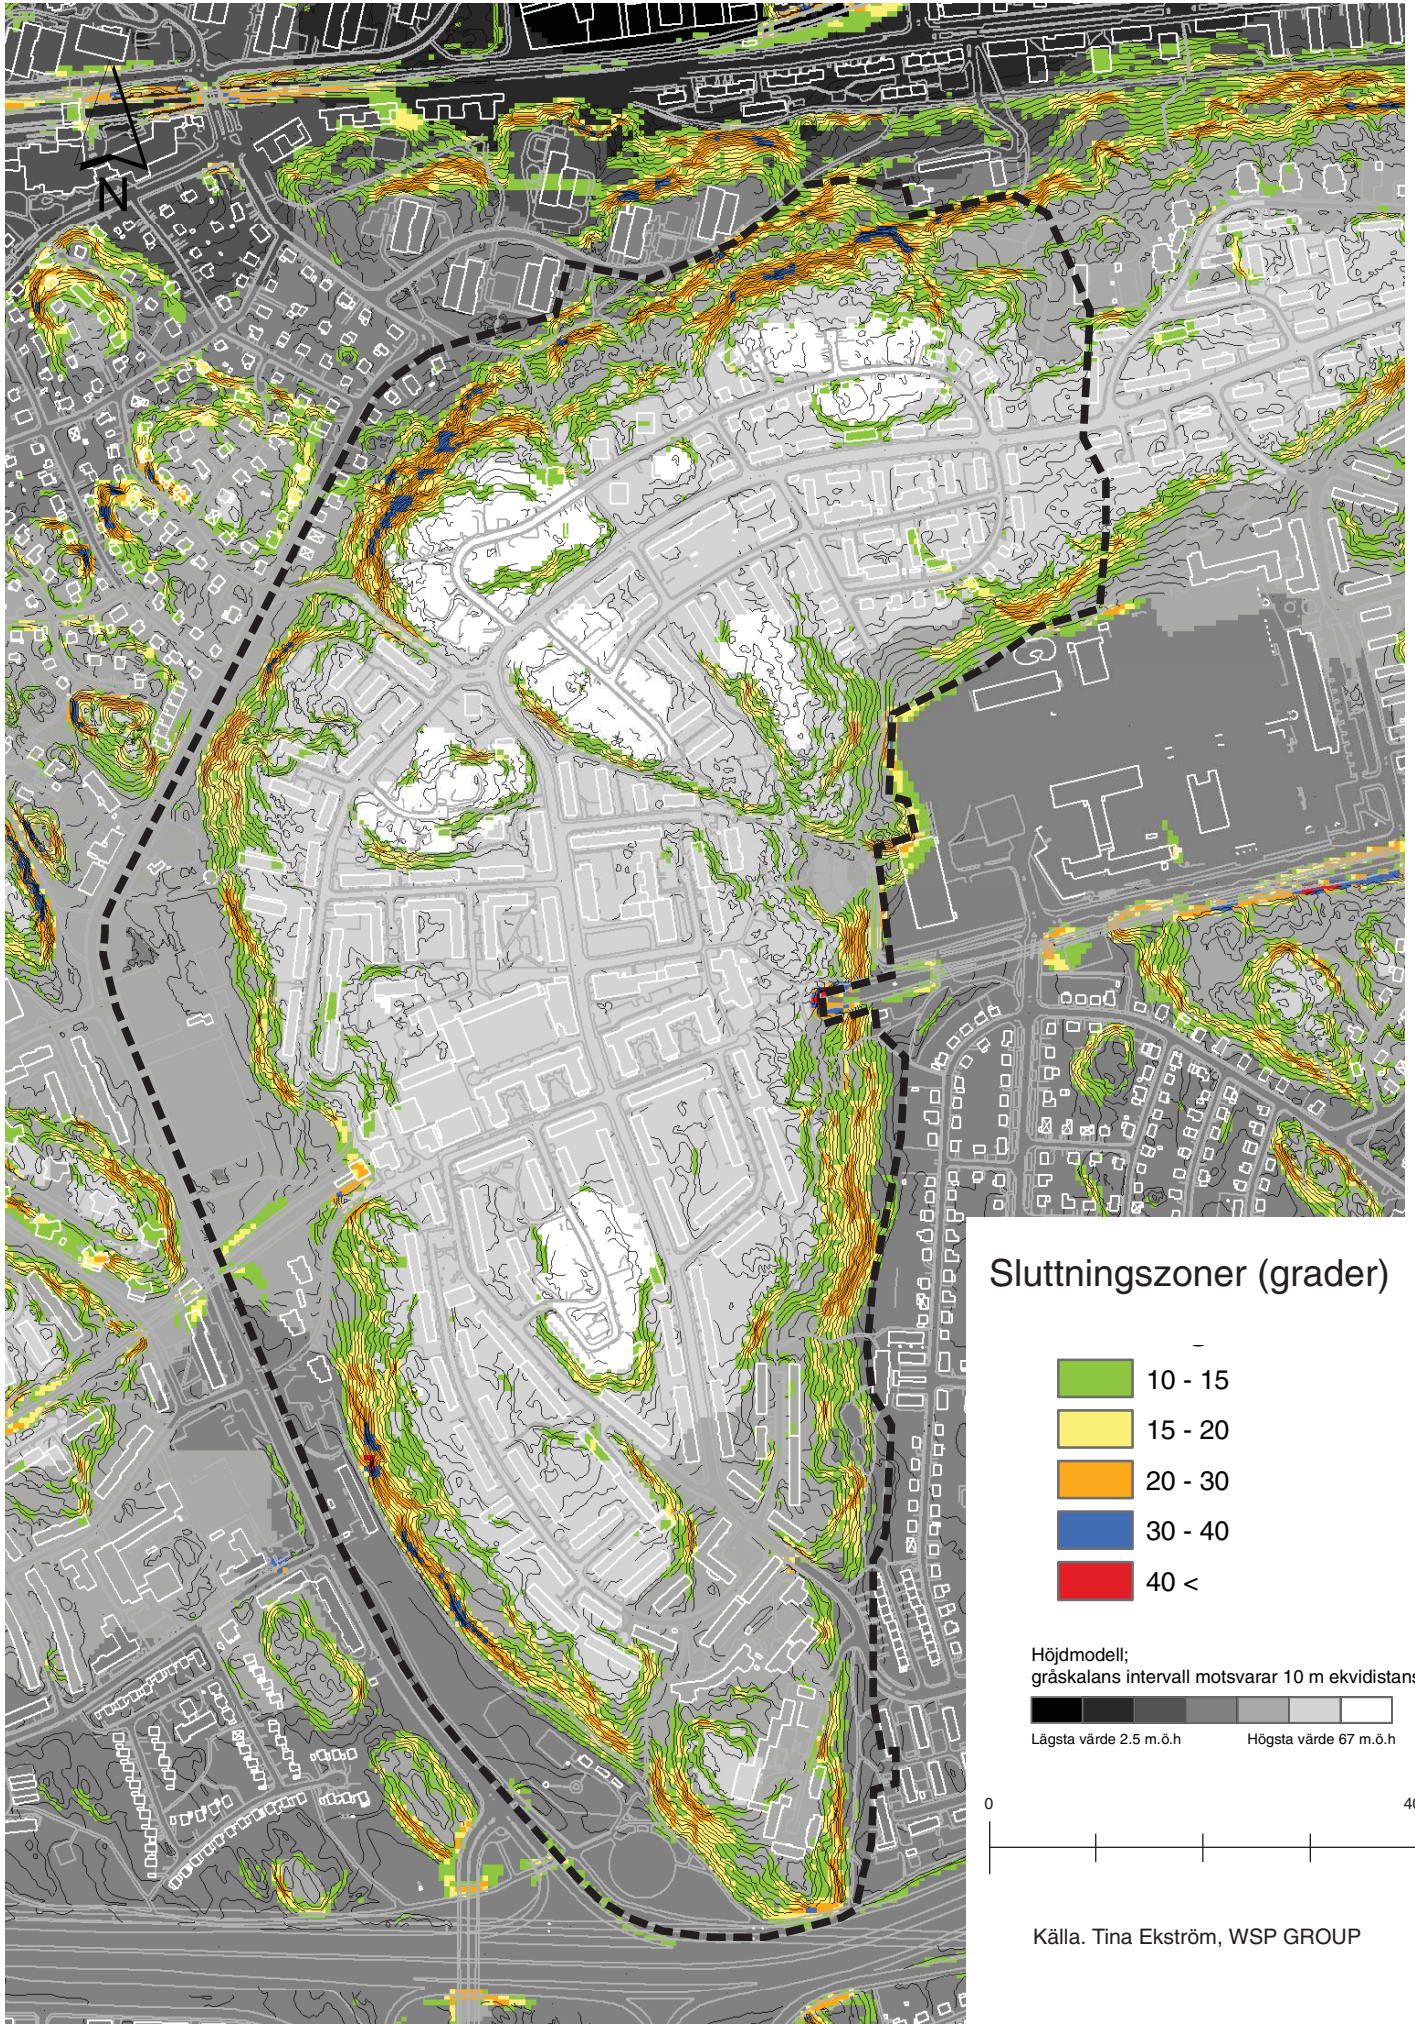 N
Sluttningszoner (grader)
10 - 15
15 - 20
20 - 30
30 - 40
40 <
Höjdmodell;
gråskalans intervall motsvarar 10 m ekvidistans
Lägsta värde 2.5 m.ö.h Högsta värde 67 m.ö.h
0 40
Källa. Tina Ekström, WSP GROUP